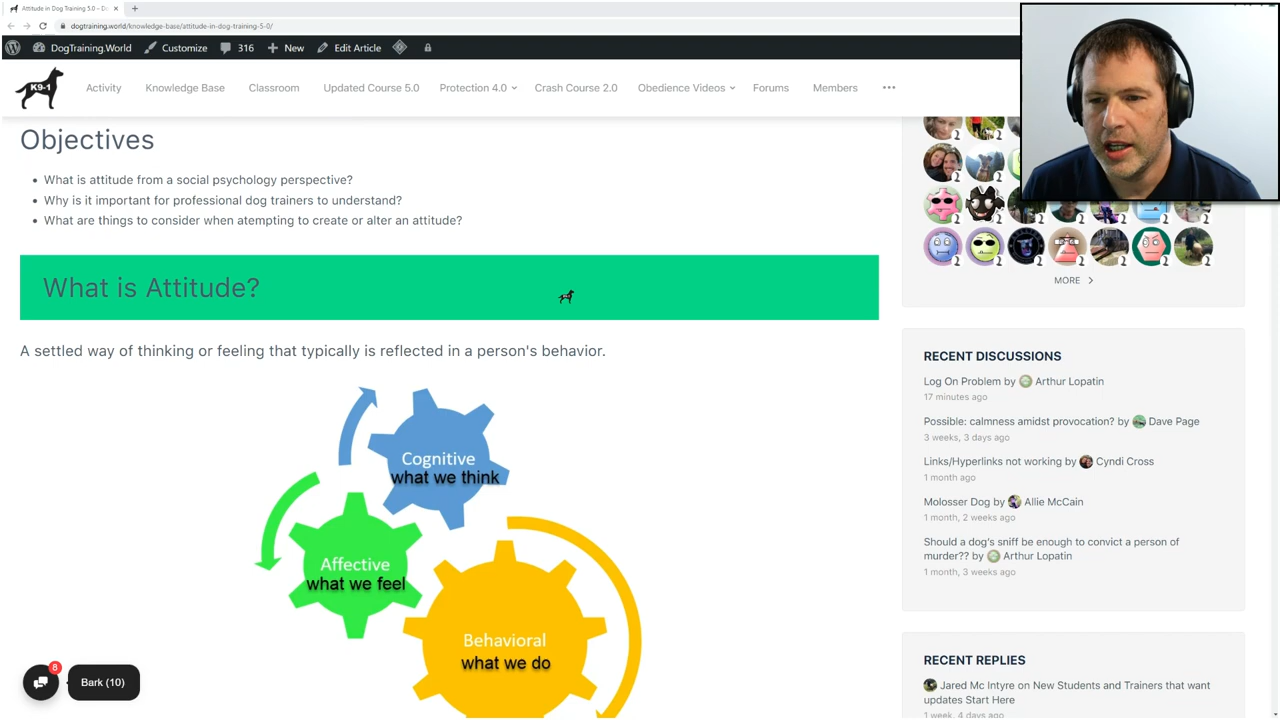 Attitude in Dog Training 5.0 – D
dogtraining.world/knowledge-base/attitude-in-dog-training-5-0/
DogTraining.World
Customize
316
New
Edit Article
K9-1
Activity
Knowledge Base
Classroom
Updated Course 5.0
Protection 4.0
Crash Course 2.0
Obedience Videos
Forums
Members
Objectives
What is attitude from a social psychology perspective?
Why is it important for professional dog trainers to understand?
What are things to consider when atempting to create or alter an attitude?
What is Attitude?
A settled way of thinking or feeling that typically is reflected in a person's behavior.
Cognitive
what we think
Affective
what we feel
Behavioral
what we do
8
Bark (10)
MORE
RECENT DISCUSSIONS
Log On Problem by Arthur Lopatin
17 minutes ago
Possible: calmness amidst provocation? by Dave Page
3 weeks, 3 days ago
Links/Hyperlinks not working by Cyndi Cross
1 month ago
Molosser Dog by Allie McCain
1 month, 2 weeks ago
Should a dog's sniff be enough to convict a person of
murder?? by Arthur Lopatin
1 month, 3 weeks ago
RECENT REPLIES
Jared Mc Intyre on New Students and Trainers that want
updates Start Here
1 week, 4 days ago